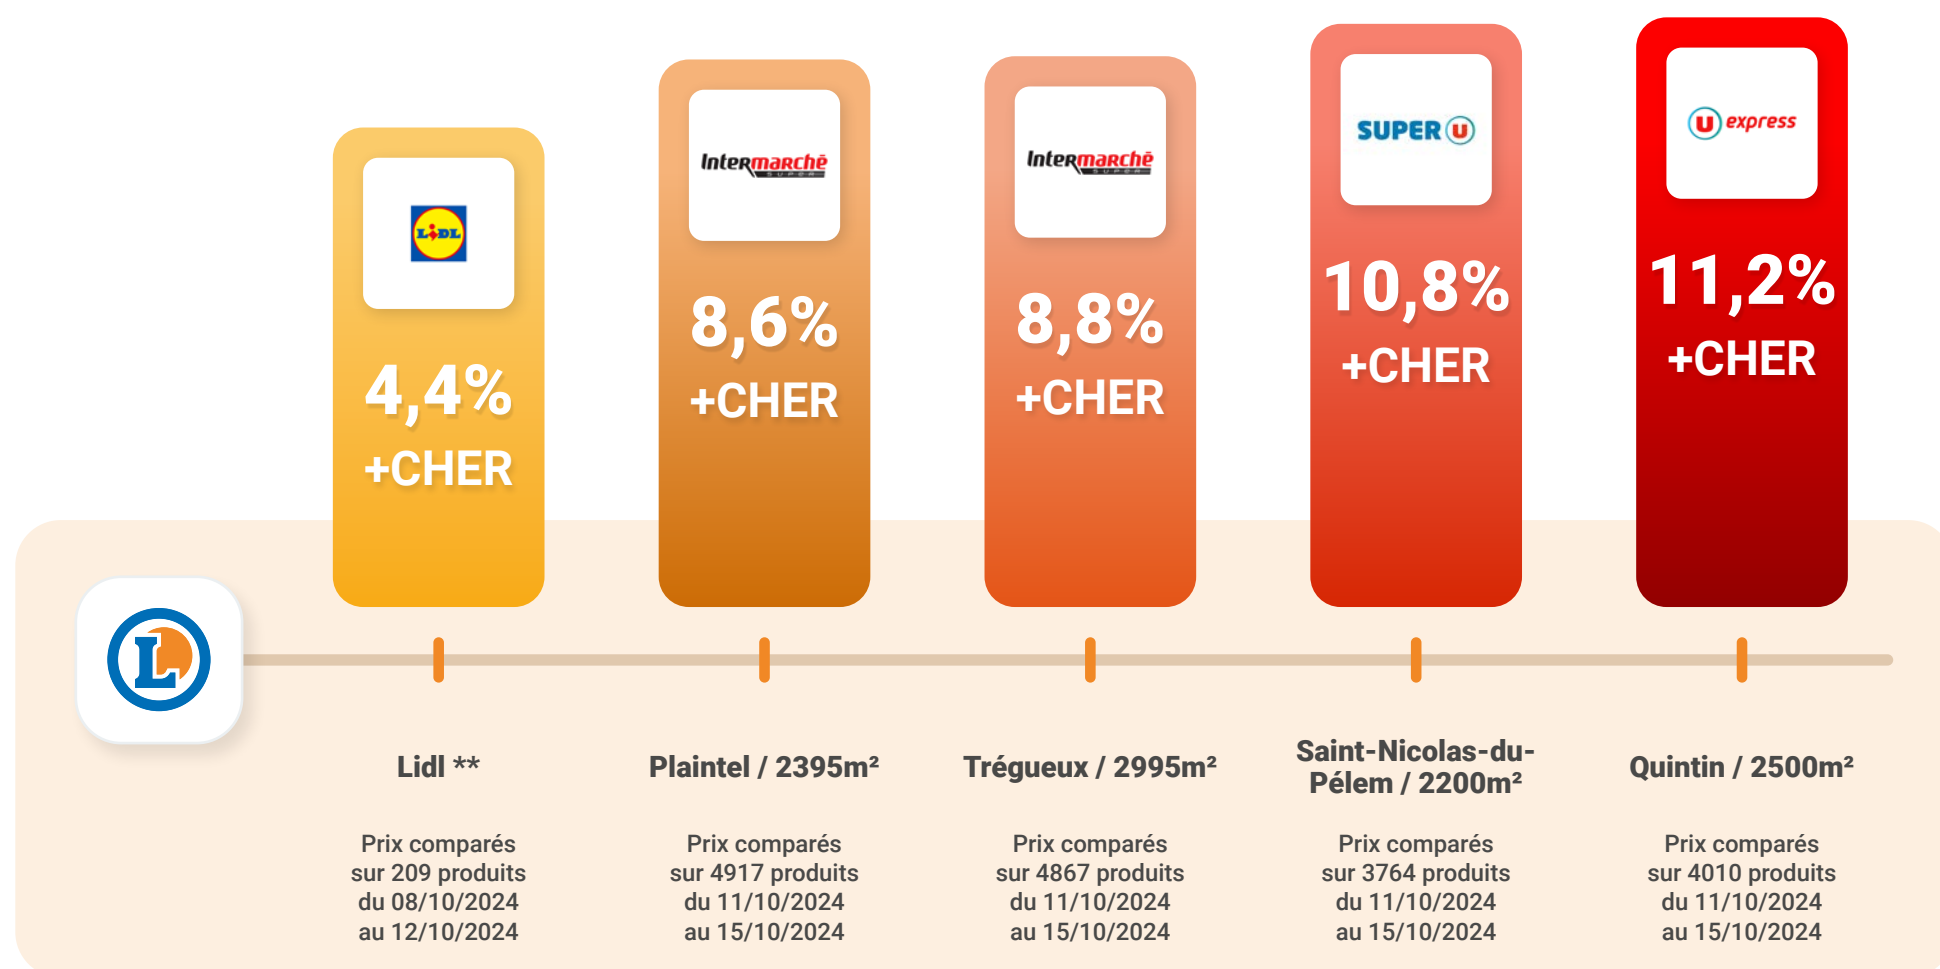 LIDL
4,4%
+CHER
Intermarchē
SUPER
8,6%
+CHER
Intermarchē
SUPER
8,8%
+CHER
SUPER U
10,8%
+CHER
U express
11,2%
+CHER
L
Lidl **
Prix comparés
sur 209 produits
du 08/10/2024
au 12/10/2024
Plaintel / 2395m²
Prix comparés
sur 4917 produits
du 11/10/2024
au 15/10/2024
Trégueux / 2995m²
Prix comparés
sur 4867 produits
du 11/10/2024
au 15/10/2024
Saint-Nicolas-du-
Pélem / 2200m²
Prix comparés
sur 3764 produits
du 11/10/2024
au 15/10/2024
Quintin / 2500m²
Prix comparés
sur 4010 produits
du 11/10/2024
au 15/10/2024